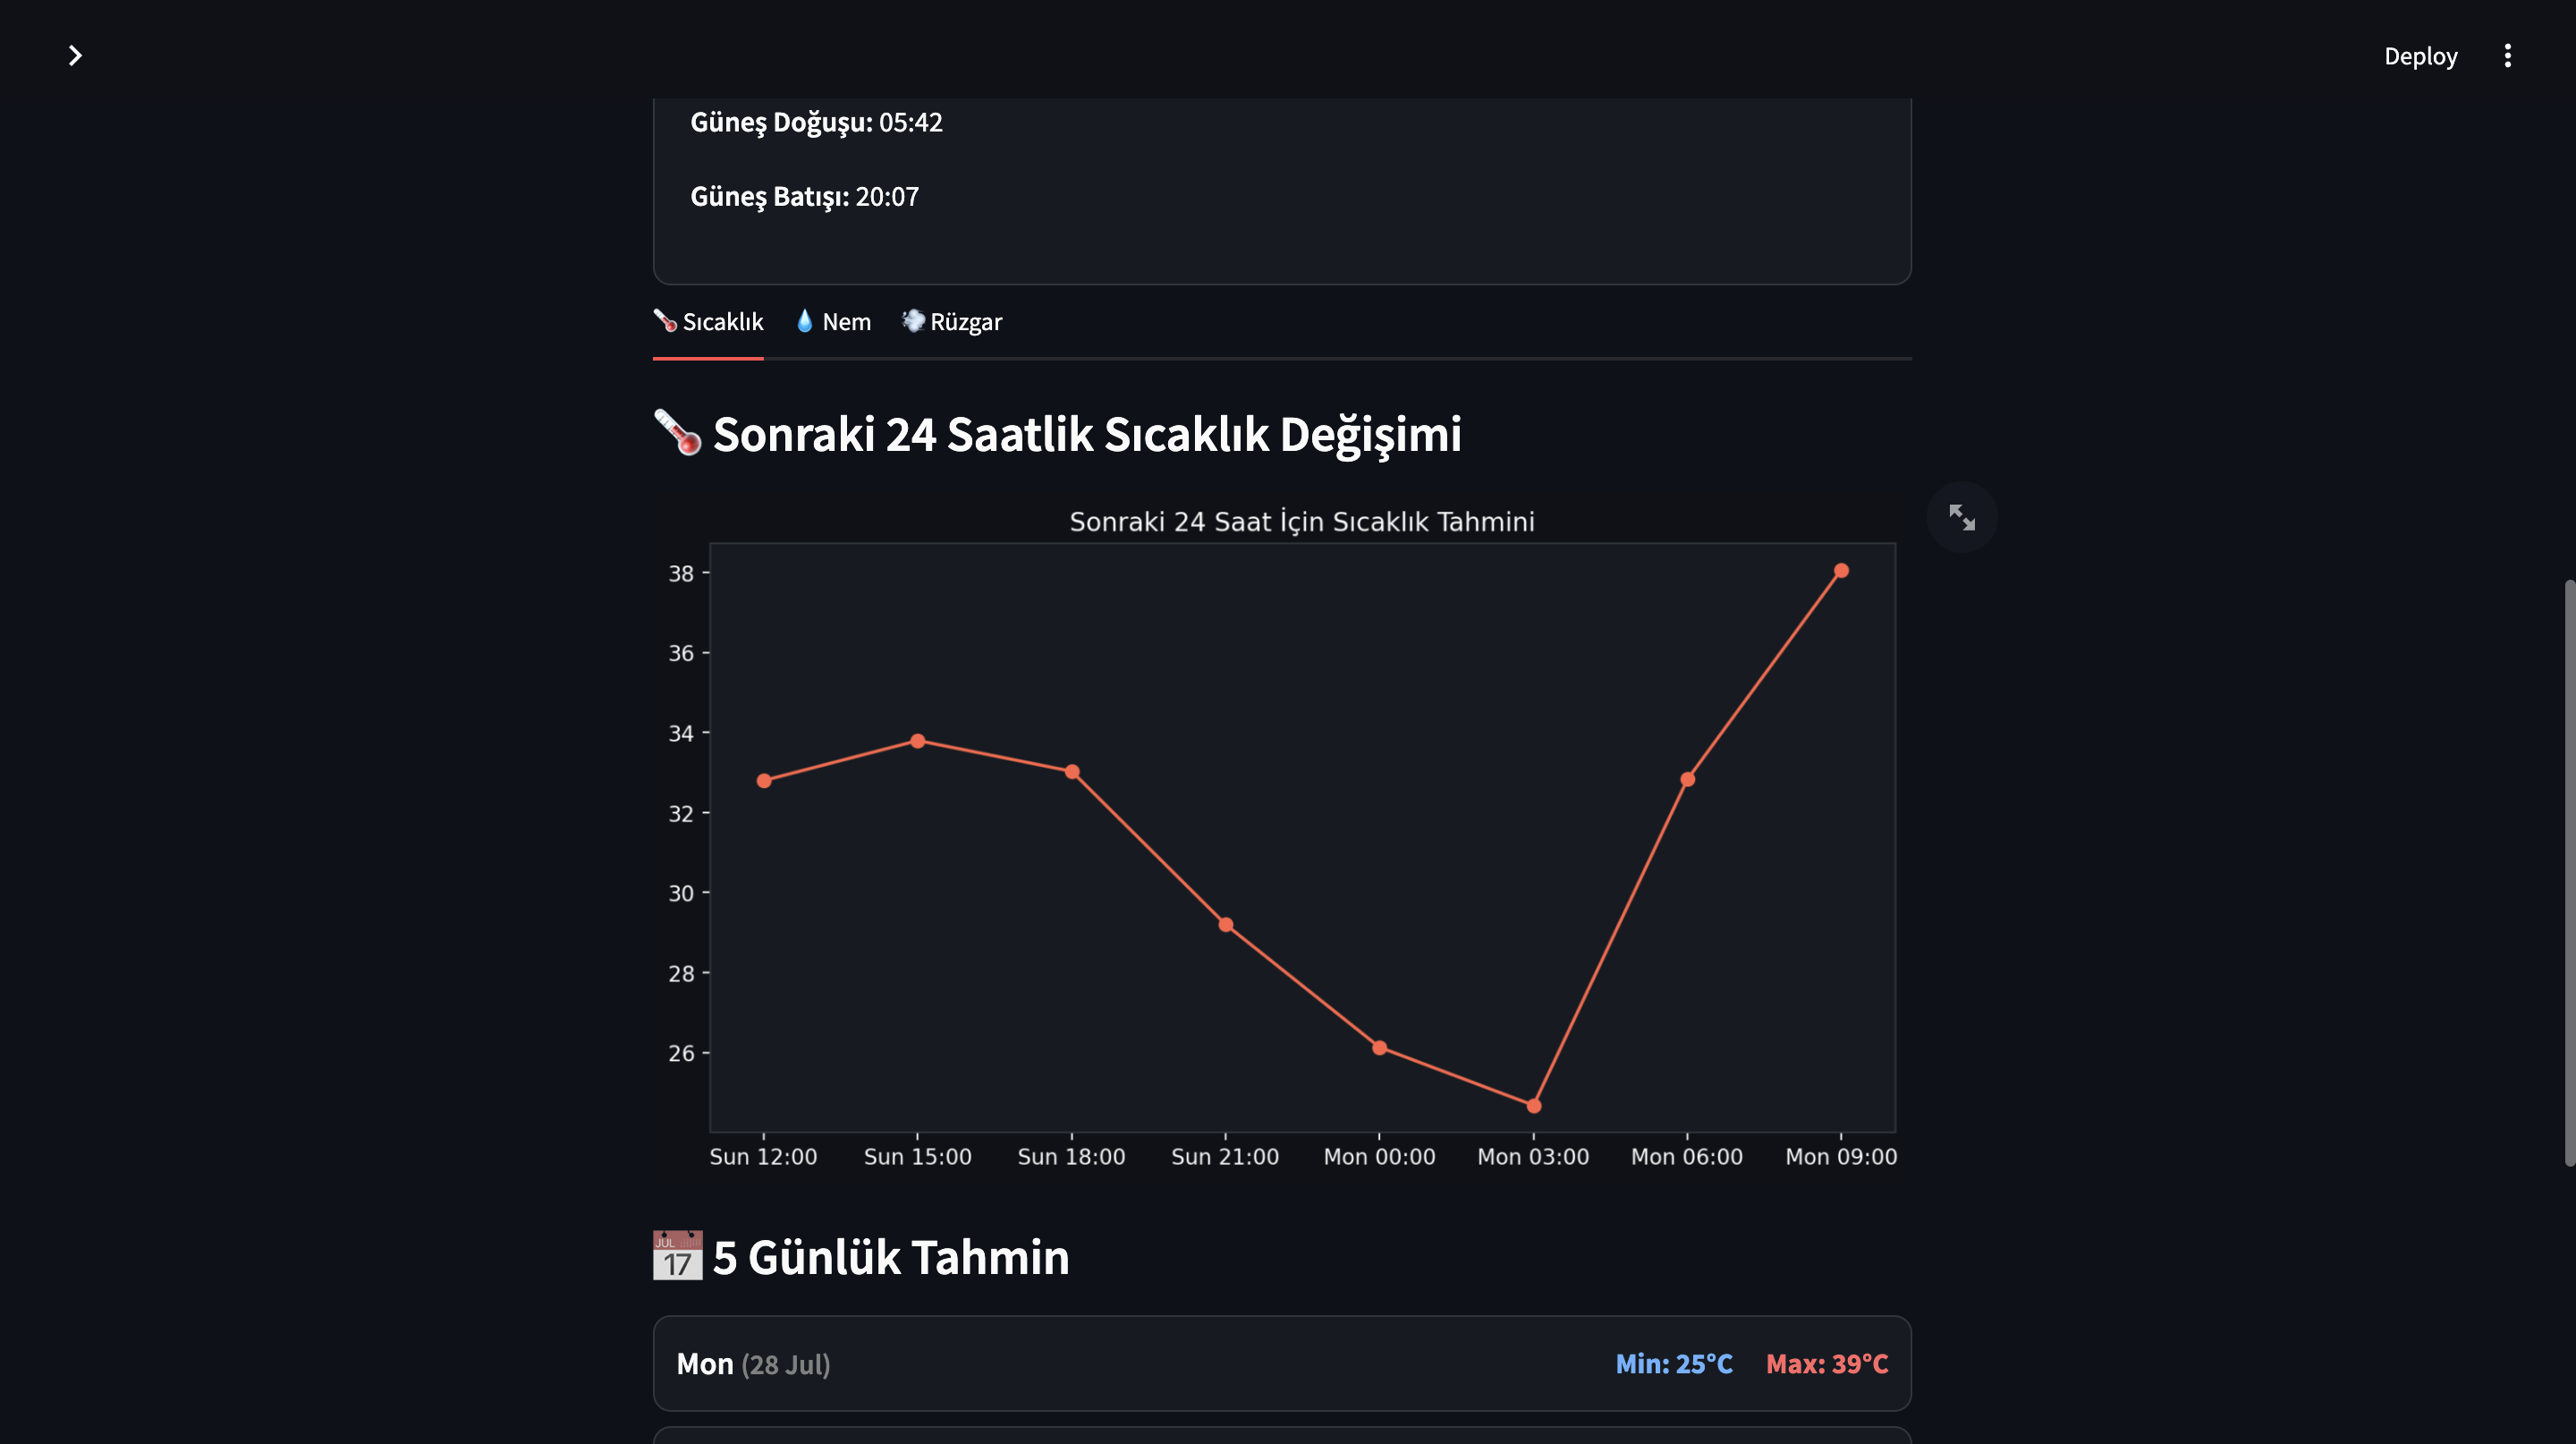 Deploy
Güneş Doğuşu: 05:42
Güneş Batışı: 20:07
Sıcaklık Nem Rüzgar
Sonraki 24 Saatlik Sıcaklık Değişimi
Sonraki 24 Saat İçin Sıcaklık Tahmini
38
36
34
32
30
28
26
Sun 12:00 Sun 15:00 Sun 18:00 Sun 21:00 Mon 00:00 Mon 03:00 Mon 06:00 Mon 09:00
JUL
17
5 Günlük Tahmin
Mon (28 Jul) Min: 25°C Max: 39°C